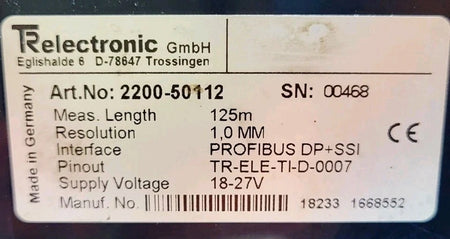 TRelectronic GmbH
Eglishalde 6 D-78647 Trossingen
Art.No: 2200-50112 SN: 00468
Meas. Length 125m
Resolution 1,0 MM
Interface PROFIBUS DP+SSI
Pinout TR-ELE-TI-D-0007
Supply Voltage 18-27V
Manuf. No. 18233 1668552
Made in Germany
CE